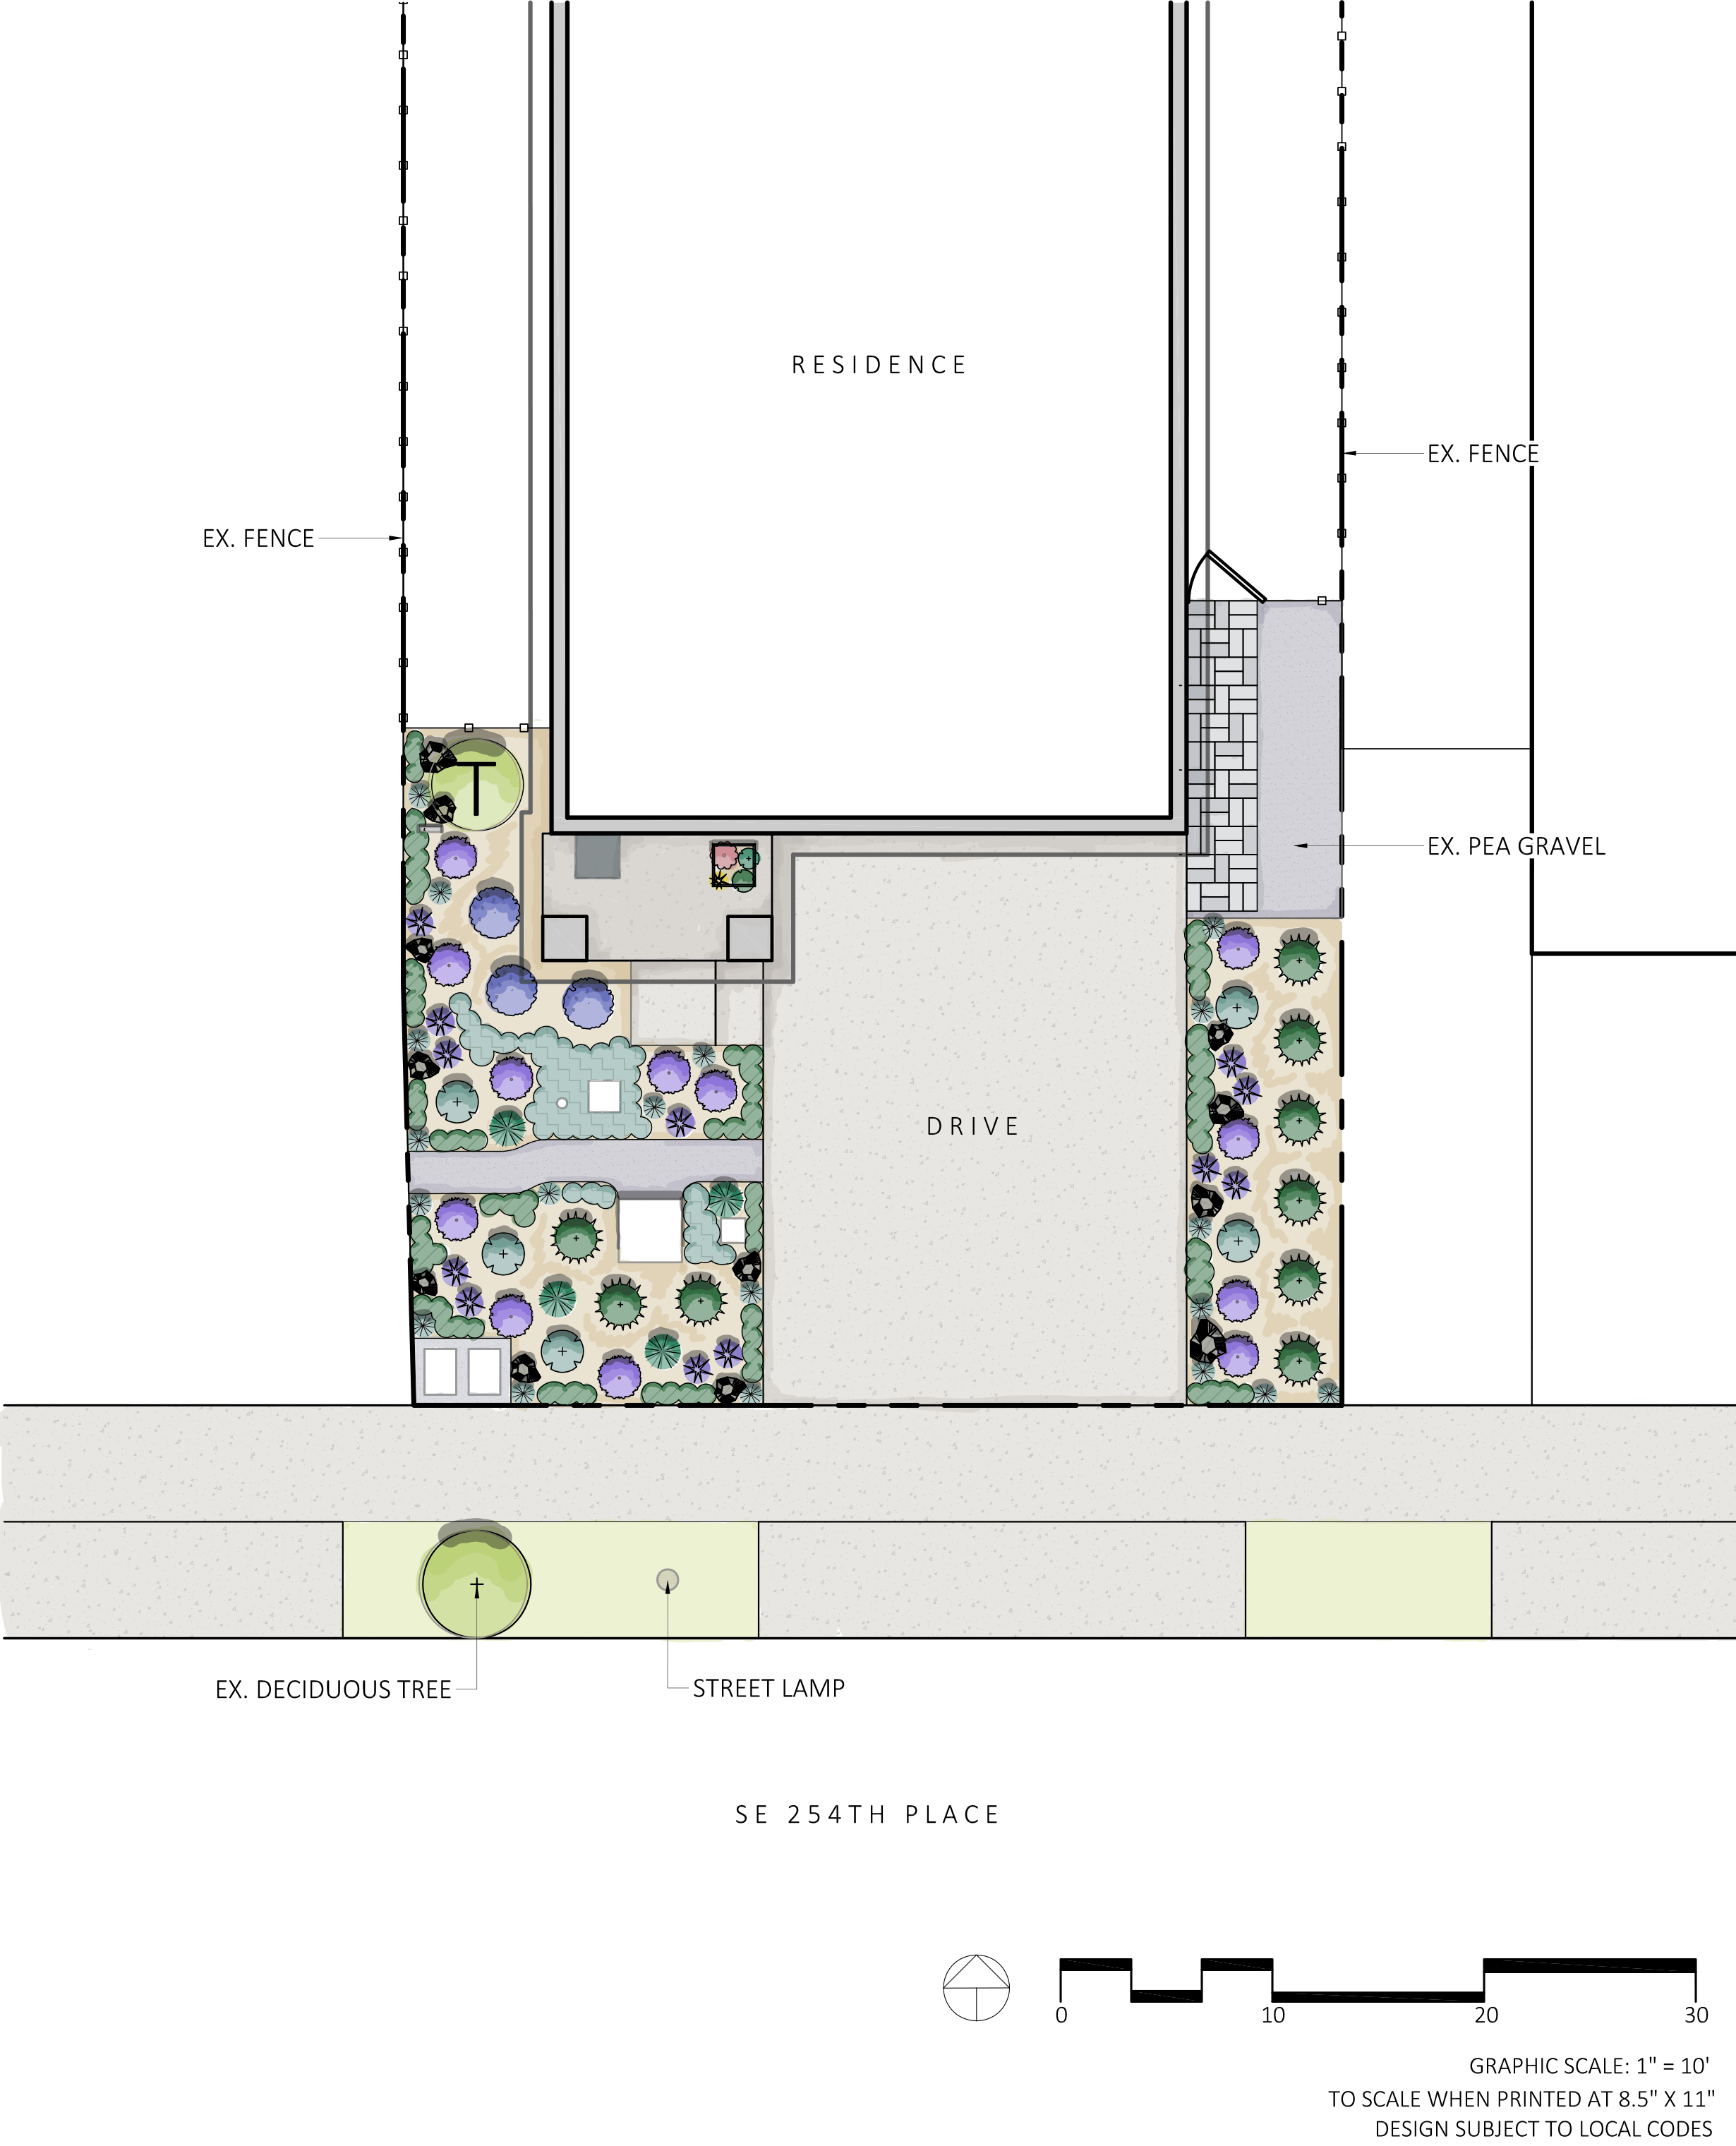 RESIDENCE
EX. FENCE
EX. FENCE
T
EX. PEA GRAVEL
DRIVE
EX. DECIDUOUS TREE
STREET LAMP
SE 254TH PLACE
0 10 20 30
GRAPHIC SCALE: 1" = 10'
TO SCALE WHEN PRINTED AT 8.5" X 11"
DESIGN SUBJECT TO LOCAL CODES